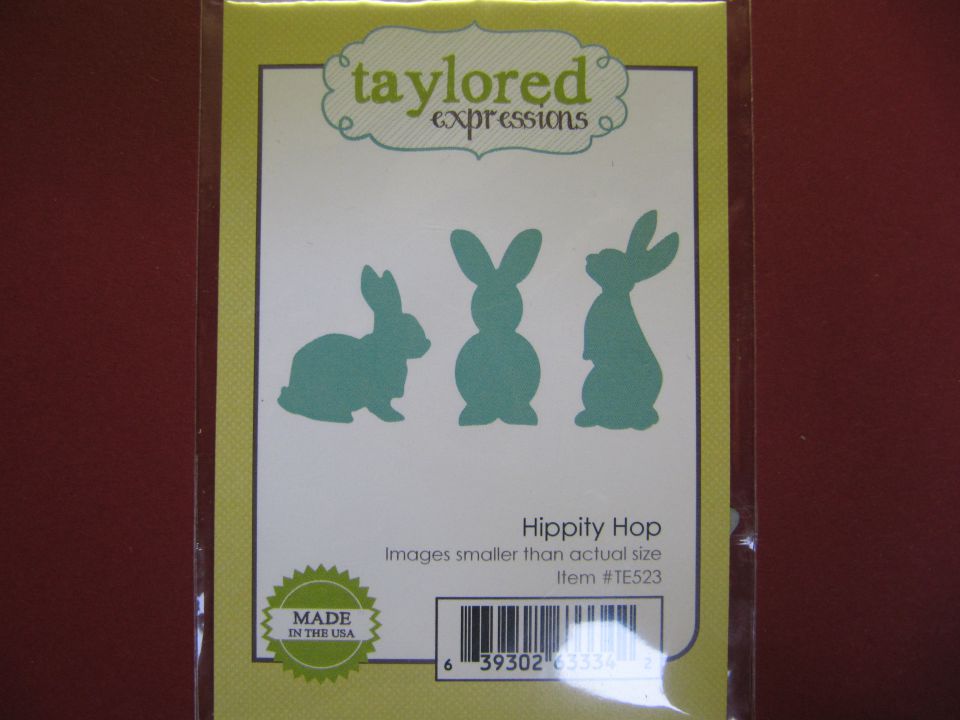 taylored
expressions
Hippity Hop
Images smaller than actual size
Item #TE523
MADE
IN THE USA
6 39302 63334 2